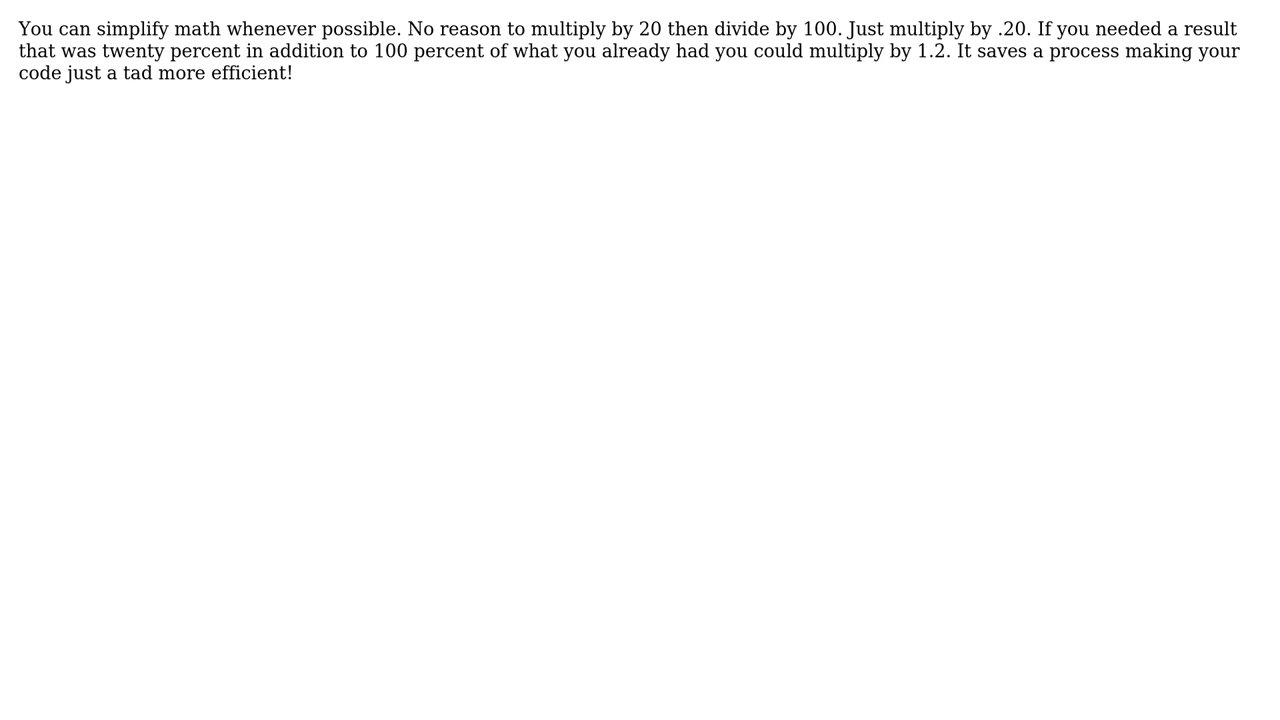 You can simplify math whenever possible. No reason to multiply by 20 then divide by 100. Just multiply by .20. If you needed a result
that was twenty percent in addition to 100 percent of what you already had you could multiply by 1.2. It saves a process making your
code just a tad more efficient!